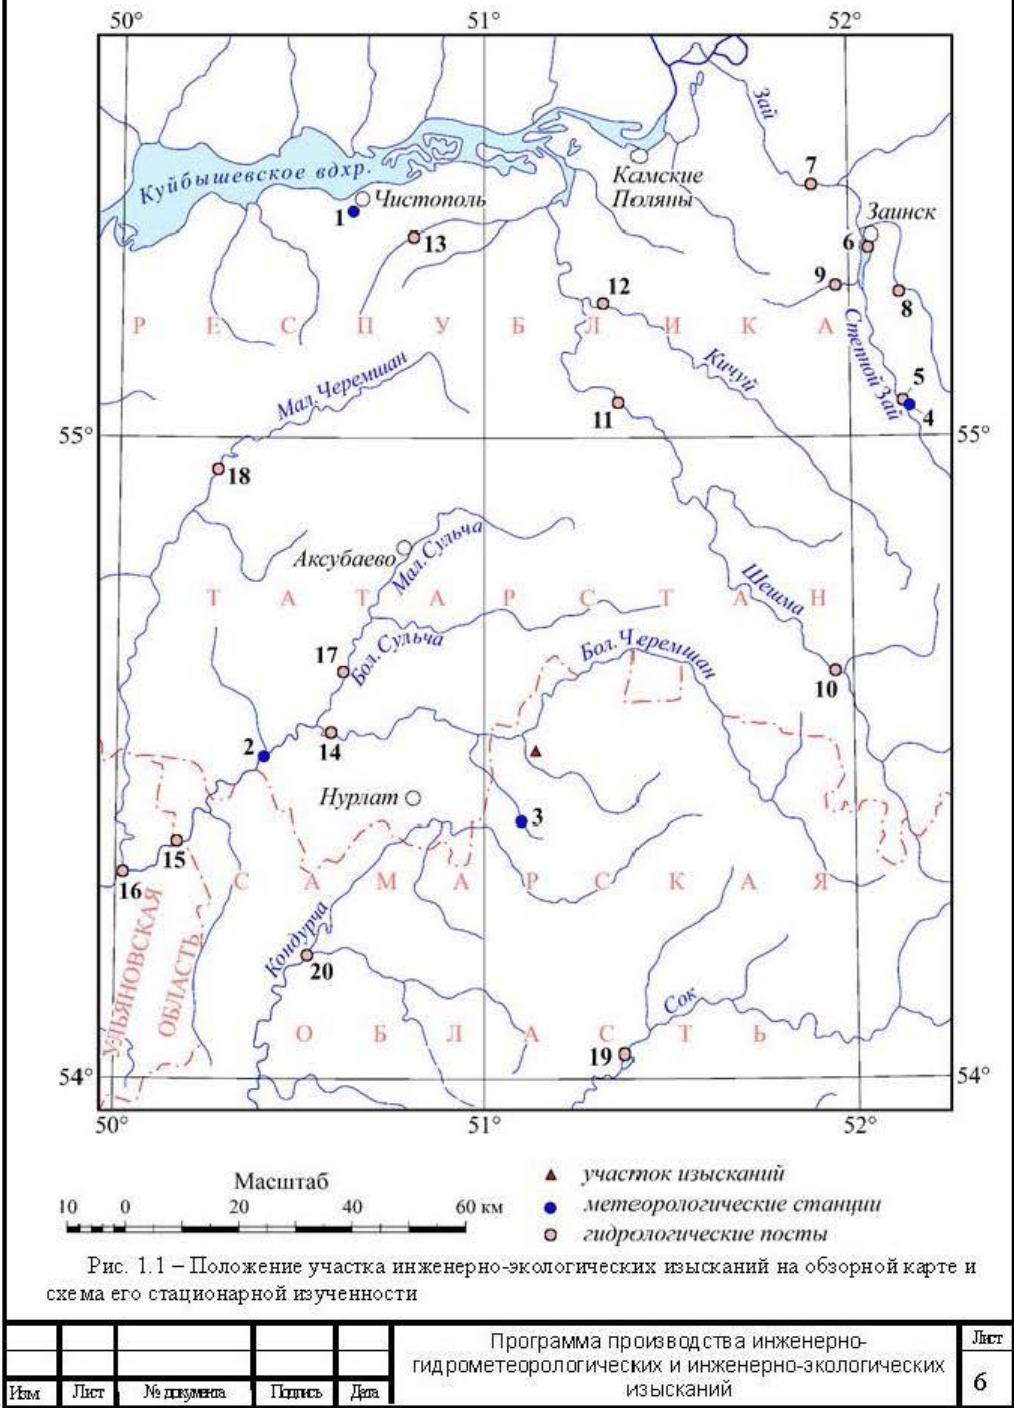 50° 51° 52°
Зай
7
Куйбышевское вдхр.
Камские
Поляны
Чистополь
1
13
Заинск
6
9
8
12
РЕСПУБЛИКА
Степной Зай
Кичуй
Мал. Черемшан
5
4
11
55° 55°
18
Аксубаево
Мал. Сульча
ТАТАРСТАН
Шешма
17
Бол. Сульча
Бол. Черемшан
10
2
14
Нурлат
3
15
16
САМАРСКАЯ
УЛЬЯНОВСКАЯ
ОБЛАСТЬ
Кондурча
20
Сок
ОБЛАСТЬ
19
54° 54°
50° 51° 52°
Масштаб
10 0 20 40 60 км
участок изысканий
метеорологические станции
гидрологические посты
Рис. 1.1 – Положение участка инженерно-экологических изысканий на обзорной карте и
схема его стационарной изученности
Программа производства инженерно-
гидрометеорологических и инженерно-экологических
изысканий
Лист
6
Изм Лист № документа Подпись Дата